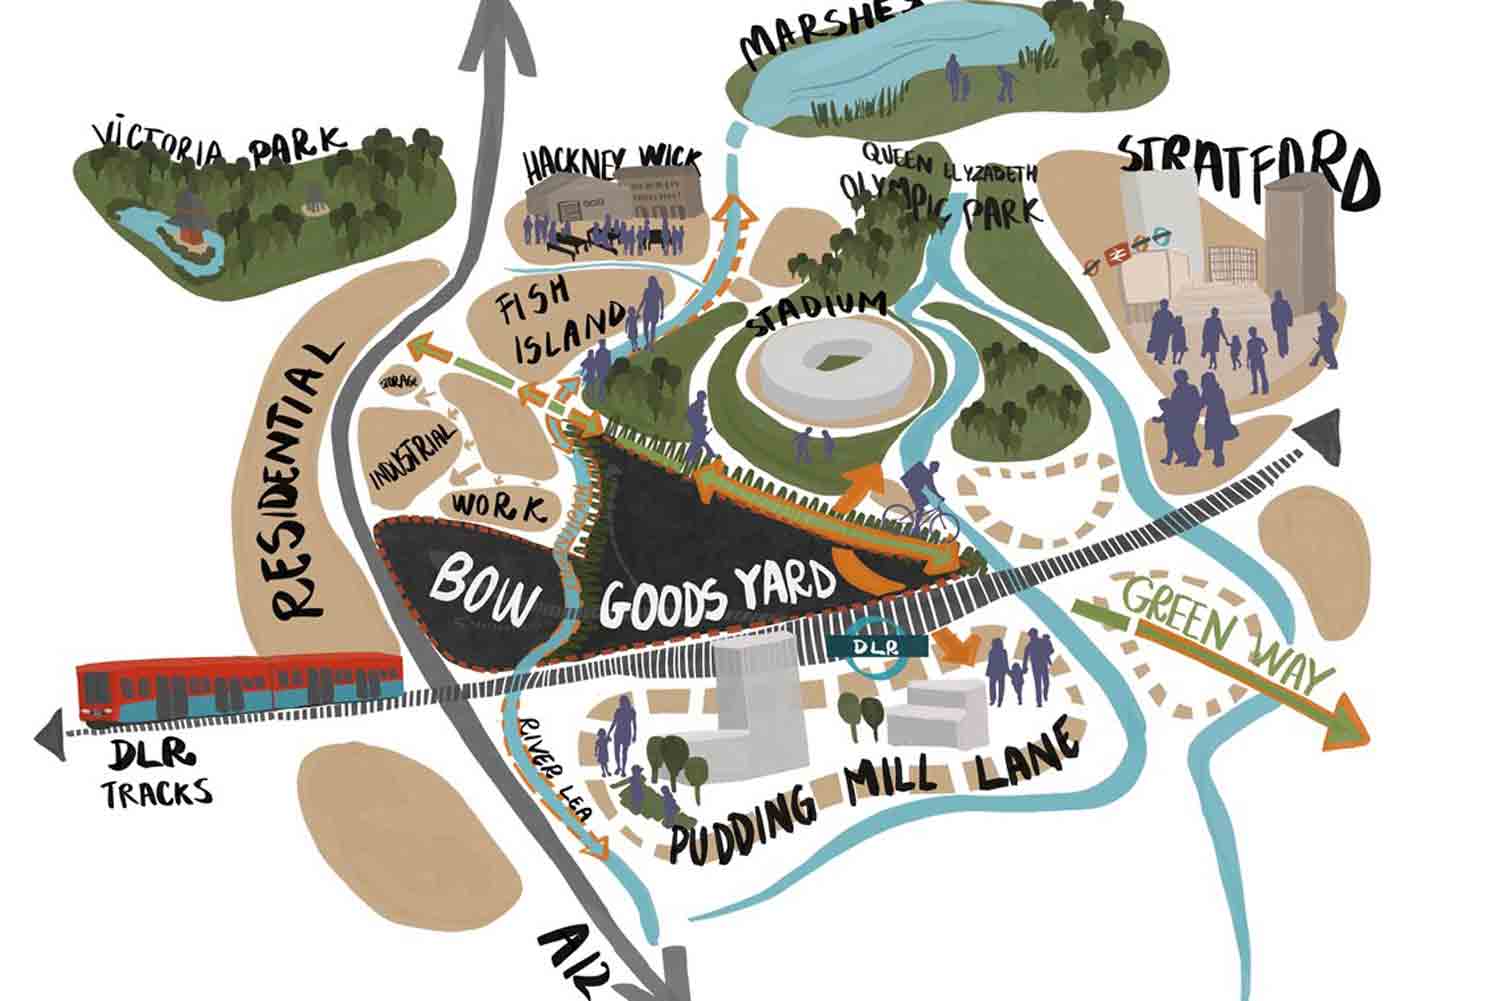 MARSHES
VICTORIA PARK
HACKNEY WICK
QUEEN ELYZABETH
OLYMPIC PARK
STRATFORD
FISH
ISLAND
STADIUM
STORAGE
INDUSTRIAL
WORK
RESIDENTIAL
BOW
GOODS YARD
DLR
GREEN WAY
DLR
TRACKS
RIVER LEA
PUDDING MILL LANE
A12